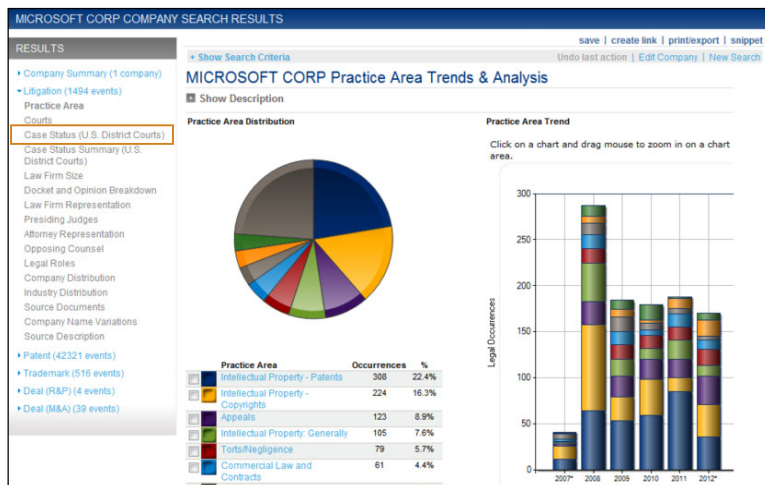 MICROSOFT CORP COMPANY SEARCH RESULTS
save | create link | print/export | snippet
RESULTS
+ Show Search Criteria
Undo last action | Edit Company | New Search
Company Summary (1 company)
Litigation (1494 events)
Practice Area
Courts
Case Status (U.S. District Courts)
Case Status Summary (U.S.
District Courts)
Law Firm Size
Docket and Opinion Breakdown
Law Firm Representation
Presiding Judges
Attorney Representation
Opposing Counsel
Legal Roles
Company Distribution
Industry Distribution
Source Documents
Company Name Variations
Source Description
Patent (42321 events)
Trademark (516 events)
Deal (R&P) (4 events)
Deal (M&A) (39 events)
MICROSOFT CORP Practice Area Trends & Analysis
Show Description
Practice Area Distribution
Practice Area Occurrences %
Intellectual Property - Patents 308 22.4%
Intellectual Property - 224 16.3%
Copyrights
Appeals 123 8.9%
Intellectual Property: Generally 105 7.6%
Torts/Negligence 79 5.7%
Commercial Law and 61 4.4%
Contracts
Practice Area Trend
Click on a chart and drag mouse to zoom in on a chart
area.
Legal Occurrences
300
250
200
150
100
50
0
2007* 2008 2009 2010 2011 2012*